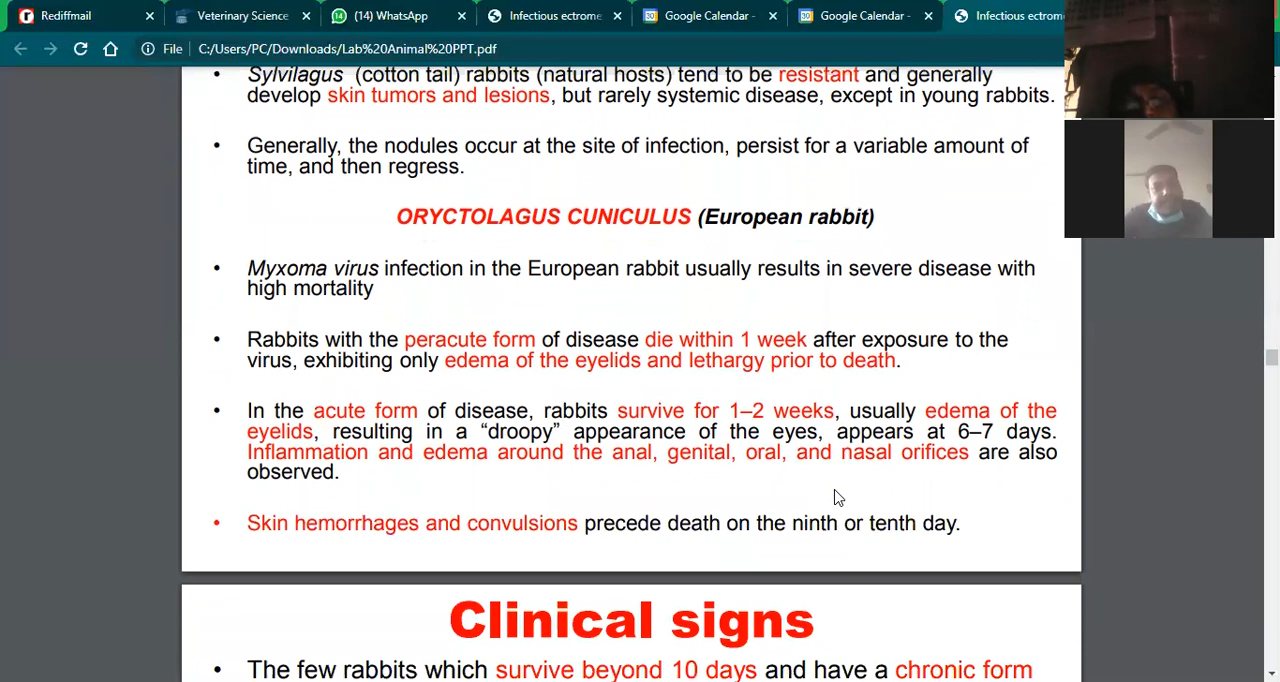 Rediffmail
Veterinary Science
(14) WhatsApp
Infectious ectrome
Google Calendar -
Google Calendar -
Infectious ectrom
File
C:/Users/PC/Downloads/Lab%20Animal%20PPT.pdf
• Sylvilagus (cotton tail) rabbits (natural hosts) tend to be resistant and generally
develop skin tumors and lesions, but rarely systemic disease, except in young rabbits.
• Generally, the nodules occur at the site of infection, persist for a variable amount of
time, and then regress.
ORYCTOLAGUS CUNICULUS (European rabbit)
• Myxoma virus infection in the European rabbit usually results in severe disease with
high mortality
• Rabbits with the peracute form of disease die within 1 week after exposure to the
virus, exhibiting only edema of the eyelids and lethargy prior to death.
• In the acute form of disease, rabbits survive for 1–2 weeks, usually edema of the
eyelids, resulting in a “droopy” appearance of the eyes, appears at 6–7 days.
Inflammation and edema around the anal, genital, oral, and nasal orifices are also
observed.
• Skin hemorrhages and convulsions precede death on the ninth or tenth day.
Clinical signs
• The few rabbits which survive beyond 10 days and have a chronic form